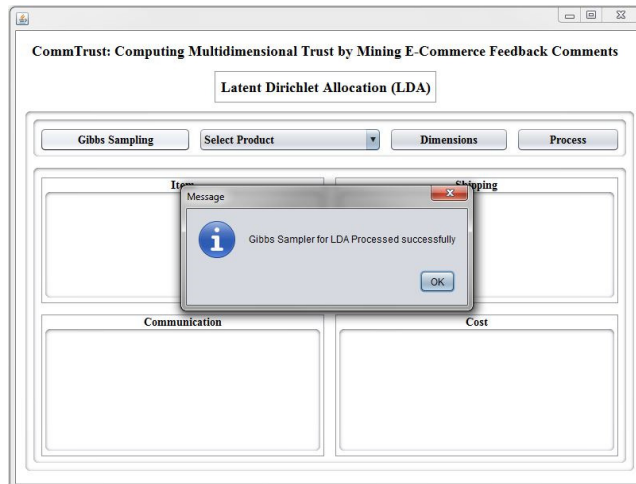 CommTrust: Computing Multidimensional Trust by Mining E-Commerce Feedback Comments
Latent Dirichlet Allocation (LDA)
Gibbs Sampling Select Product Dimensions Process
Message
Gibbs Sampler for LDA Processed successfully
OK
Communication Cost